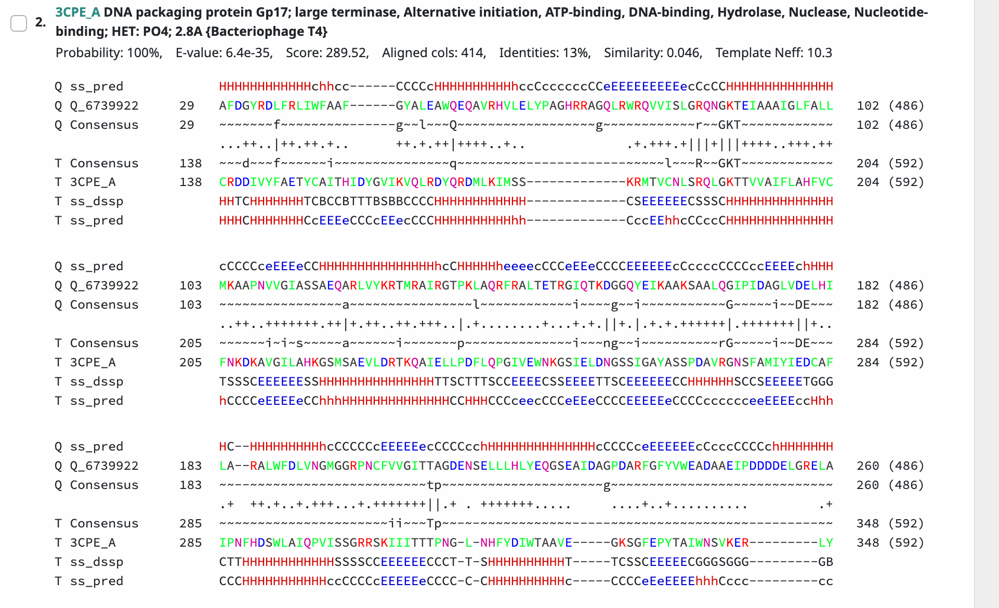 2.
3CPE_A DNA packaging protein Gp17; large terminase, Alternative initiation, ATP-binding, DNA-binding, Hydrolase, Nuclease, Nucleotide-
binding; HET: PO4; 2.8A {Bacteriophage T4}
Probability: 100%, E-value: 6.4e-35, Score: 289.52, Aligned cols: 414, Identities: 13%, Similarity: 0.046, Template Neff: 10.3
Q ss_pred HHHHHHHHHHHHchhcc------CCCCcHHHHHHHHHHhccCccccccCCeEEEEEEEEEecCcCCHHHHHHHHHHHHHH
Q Q_6739922 29 AFDGYRDLFRLIWFAAF------GYALEAWQEQAVRHVLELYPAGHRRAGQLRWRQVVISLGRQNGKTEIAAAIGLFALL 102 (486)
Q Consensus 29 ~~~~~~~f~~~~~~~~~------g~~l~~~Q~~~~~~~~~~~~~~~~~~g~~~~~~~~~~~~~r~~GKT~~~~~~~~~~~ 102 (486)
...++..|++.++.+.. ++.+.++|++++..+.. .+.+++.+|||+|||++++..+++.++
T Consensus 138 ~~~d~~~f~~~~~~i~~~~~~~~~~~~~~~~q~~~~~~~~~-------------~~~~~l~~~R~~GKT~~~~~~~~~~~ 204 (592)
T 3CPE_A 138 CRDDIVYFAETYCAITHIDYGVIKVQLRDYQRDMLKIMSS-------------KRMTVCNLSRQLGKTTVVAIFLAHFVC 204 (592)
T ss_dssp HHTCHHHHHHHTCBCCBTTTBSBBCCCCHHHHHHHHHHHH-------------CSEEEEEECSSSCHHHHHHHHHHHHHH
T ss_pred HHHCHHHHHHHCcEEEeCCCcEEecCCCHHHHHHHHHHhh-------------CccEEhhcCCccCHHHHHHHHHHHHHH
Q ss_pred cCCCCceEEEeCCHHHHHHHHHHHHHHHHhcCHHHHHheeeecCCCeEEeCCCCEEEEEEcCccccCCCCccEEEEchHHH
Q Q_6739922 103 MKAAPNVVGIASSAEQARLVYKRTMRAIRGTPKLAQRFRALTETRGIQTKDGGQYEIKAAKSAALQGIPIDAGLVDELHI 182 (486)
Q Consensus 103 ~~~~~~~~~~~~~~~a~~~~~~~~~~~~~~~l~~~~~~~~~~~~i~~~~g~~i~~~~~~~~~~~~G~~~~~i~~DE~~~ 182 (486)
..++..+++++++.++|+.++..++.+++..|.+........+...+.+.||+.|.+.+.++++++|.+++++++||+..
T Consensus 205 ~~~~~~i~i~s~~~~~a~~~~~~i~~~~~~~~p~~~~~~~~~~~~~~~~i~~~ng~~i~~~~~~~~~~~rG~~~~~i~~DE~~~ 284 (592)
T 3CPE_A 205 FNKDKAVGILAHKGSMSAEVLDRTKQAIELLPDFLQPGIVEWNKGSIELDNGSSIGAYASSPDAVRGNSFAMIYIEDCAF 284 (592)
T ss_dssp TSSSCEEEEEESSHHHHHHHHHHHHHHHHTTSCTTTSCCEEEECSSEEEETTSCEEEEEECCHHHHHHSCCSEEEEETGGG
T ss_pred hCCCCeEEEEeCChhhHHHHHHHHHHHHHHHHCCHHHCCCceecCCCeEEeCCCCEEEEEeCCCCcccccceeEEEEccHhh
Q ss_pred HC--HHHHHHHHHhcCCCCCcEEEEEecCCCCcchHHHHHHHHHHHHHHHcCCCCceEEEEEEcCcccCCCCchHHHHHHH
Q Q_6739922 183 LA--RALWFDLVNGMGGRPNCFVVGITTAGDENSELLLHLYEQGSEAIDAGPDARFGFYVWEADAAEIPDDDDELGRELA 260 (486)
Q Consensus 183 ~~--~~~~~~~~~~~~~~~~~~~~~~~tp~~~~~~~~~~~~~~~~~~~~~~g~~~~~~~~~~~~~~~~~~~~~~~~~~~~ 260 (486)
.+ ++.+..+.+++...+.+++++++||.+ . +++++++..... ....+..+.......... .+
T Consensus 285 ~~~~~~~~~~~~~~~~~~~~~~~~ii~~~Tp~~~~~~~~~~~~~~~~~~~~-----~~~~~~~~~~~~~~~~~---------~~ 348 (592)
T 3CPE_A 285 IPNFHDSWLAIQPVISSGRRSKIIITTTPNG-L-NHFYDIWTAAVE-----GKSGFEPYTAIWNSVKER---------LY 348 (592)
T ss_dssp CTTHHHHHHHHHHHHHSSSSCCEEEEEECCCT-T-SHHHHHHHHHHT-----TCSSCEEEEECGGGSGGG---------GB
T ss_pred CCCHHHHHHHHHHHHccCCCCcEEEEEeCCCC-C-CHHHHHHHHHHc-----CCCCeEeEEEEhhhCccc---------cc